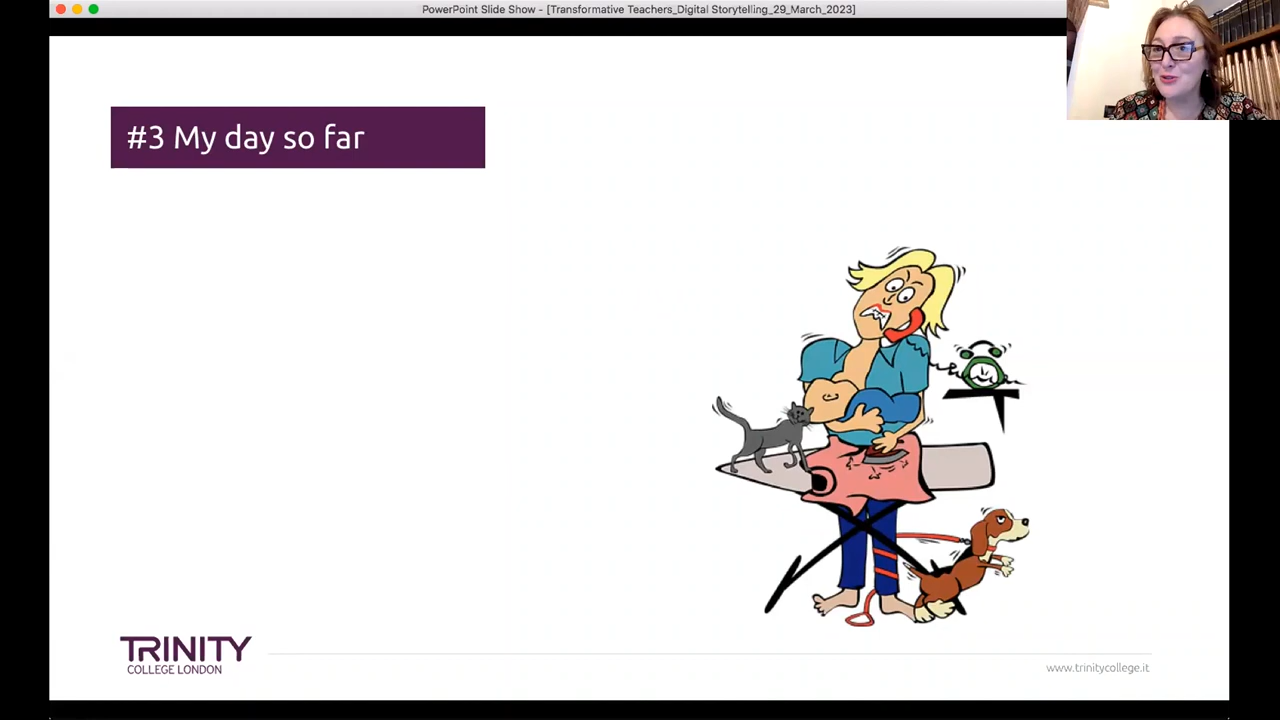 PowerPoint Slide Show - [Transformative Teachers_Digital Storytelling_29_March_2023]
#3 My day so far
TRINITY
COLLEGE LONDON
www.trinitycollege.it